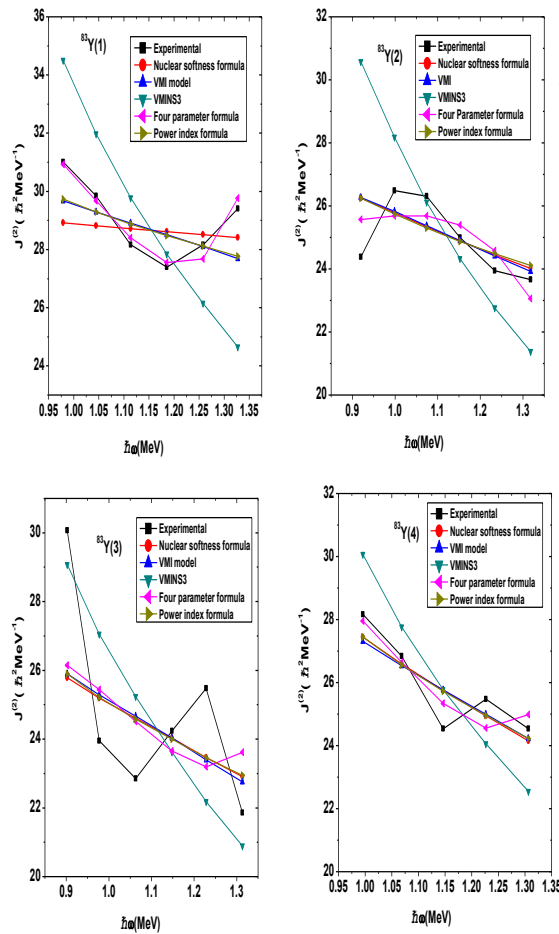 ⁸³Y(1)
Experimental
Nuclear softness formula
VMI model
VMINS3
Four parameter formula
Power index formula
J⁽²⁾( ℏ²MeV⁻¹)
36
34
32
30
28
26
24
0.95 1.00 1.05 1.10 1.15 1.20 1.25 1.30 1.35
ℏω(MeV)
⁸³Y(2)
Experimental
Nuclear softness formula
VMI
VMINS3
Four Parameter formula
Power index formula
J⁽²⁾( ℏ²MeV⁻¹)
32
30
28
26
24
22
20
0.9 1.0 1.1 1.2 1.3
ℏω(MeV)
⁸³Y(3)
Experimental
Nuclear softness formula
VMI model
VMINS3
Four parameter formula
Power index formula
J⁽²⁾( ℏ²MeV⁻¹)
30
28
26
24
22
20
0.9 1.0 1.1 1.2 1.3
ℏω(MeV)
⁸³Y(4)
Experimental
Nuclear softness formula
VMI model
VMINS3
Four parameter formula
Power index formula
J⁽²⁾( ℏ²MeV⁻¹)
32
30
28
26
24
22
20
0.95 1.00 1.05 1.10 1.15 1.20 1.25 1.30 1.35
ℏω(MeV)